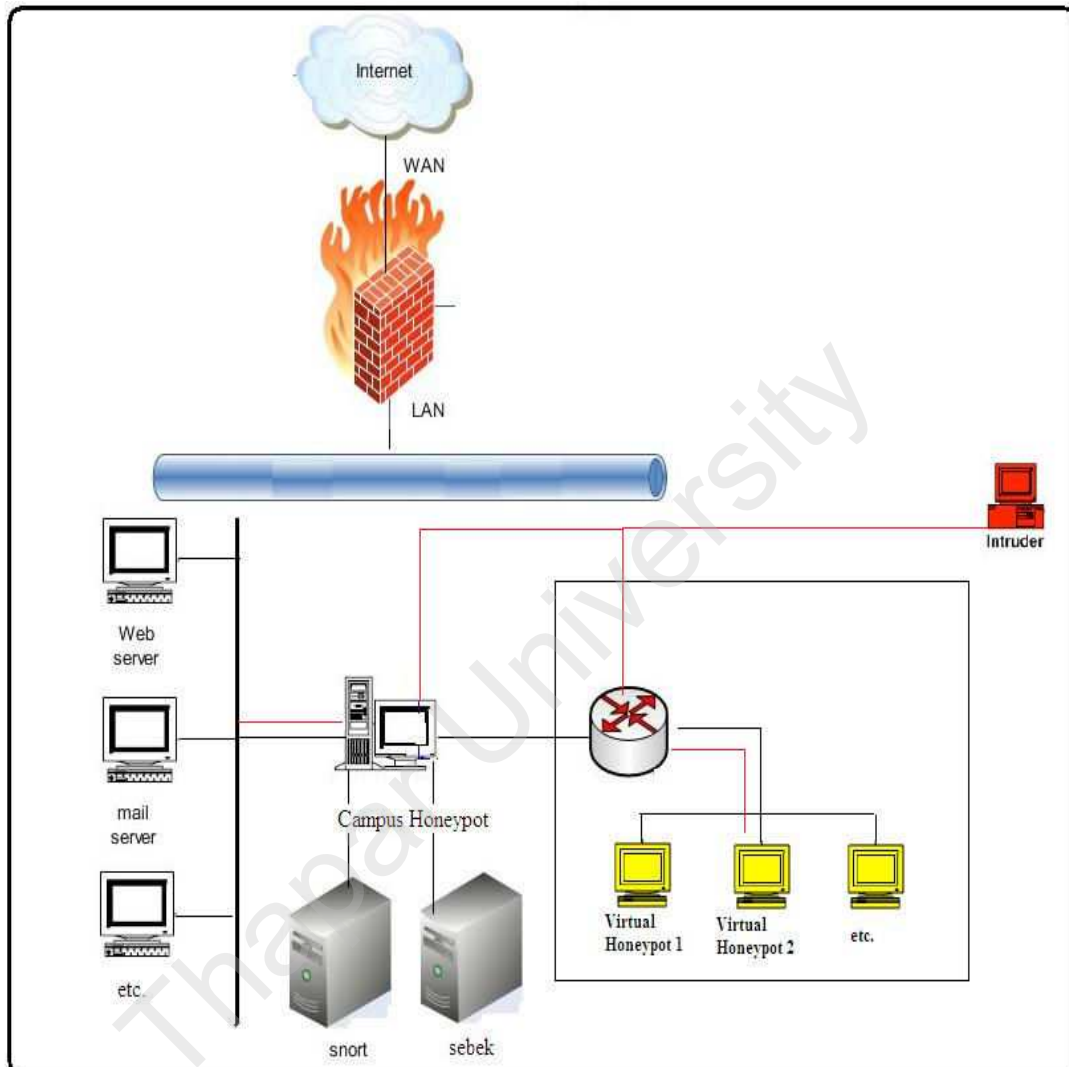 Internet
WAN
LAN
Intruder
Web
server
mail
server
etc.
Campus Honeypot
snort
sebek
Virtual
Honeypot 1
Virtual
Honeypot 2
etc.
Thapar University